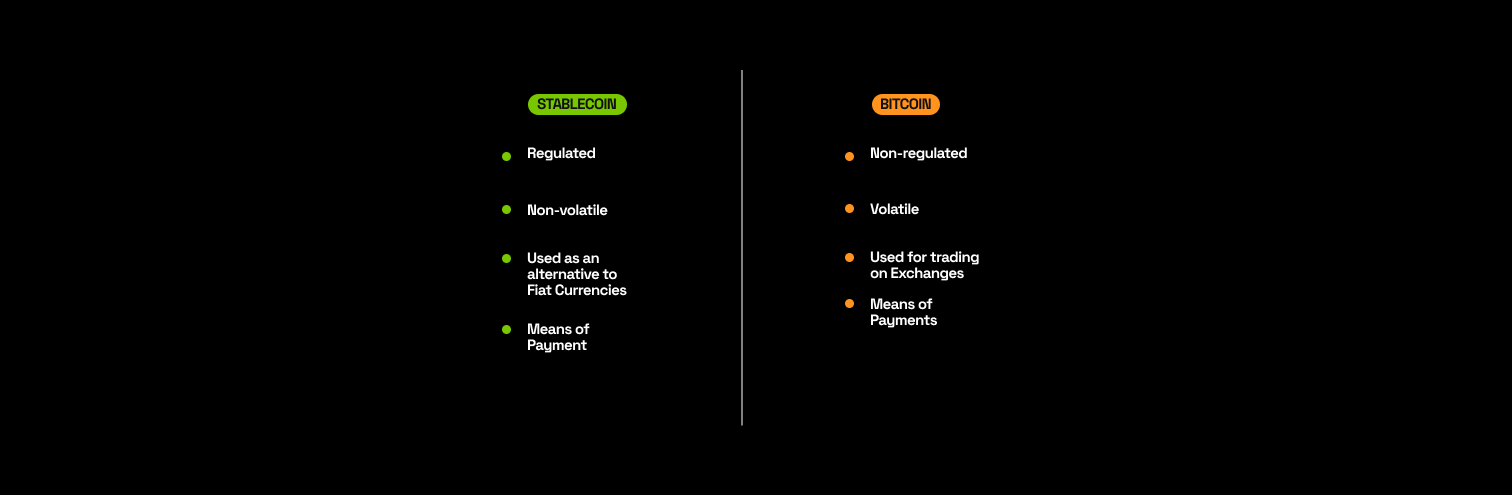 STABLECOIN
Regulated
Non-volatile
Used as an
alternative to
Fiat Currencies
Means of
Payment
BITCOIN
Non-regulated
Volatile
Used for trading
on Exchanges
Means of
Payments